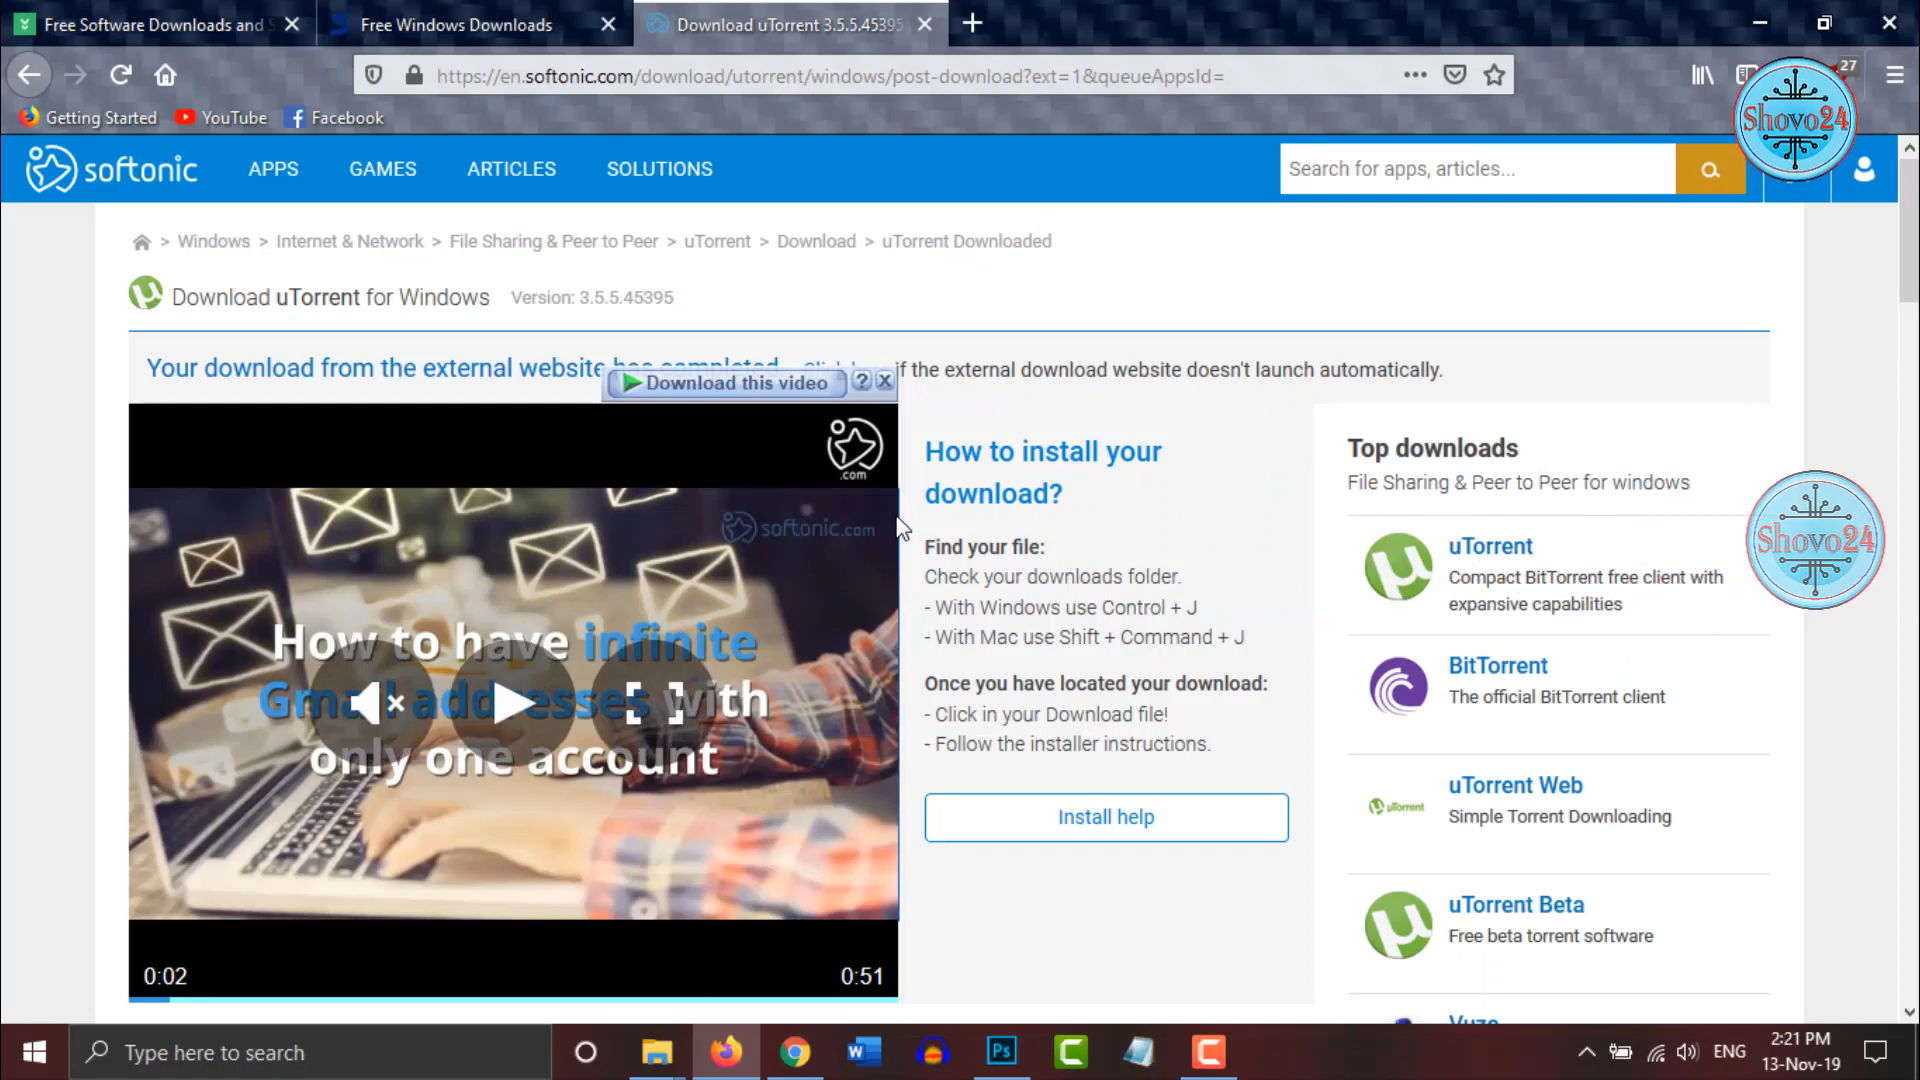 Free Software Downloads and S
Free Windows Downloads
Download uTorrent 3.5.5.45395
https://en.softonic.com/download/utorrent/windows/post-download?ext=1&queueAppsId=
27
Getting Started
YouTube
Facebook
Shovo24
softonic
APPS
GAMES
ARTICLES
SOLUTIONS
Search for apps, articles...
> Windows > Internet & Network > File Sharing & Peer to Peer > uTorrent > Download > uTorrent Downloaded
Download uTorrent for Windows
Version: 3.5.5.45395
Your download from the external website has completed.
if the external download website doesn't launch automatically.
Download this video
?
.com
softonic.com
How to have infinite
Gmail addresses with
only one account
0:02
0:51
How to install your
download?
Find your file:
Check your downloads folder.
- With Windows use Control + J
- With Mac use Shift + Command + J
Once you have located your download:
- Click in your Download file!
- Follow the installer instructions.
Install help
Top downloads
File Sharing & Peer to Peer for windows
uTorrent
Compact BitTorrent free client with
expansive capabilities
BitTorrent
The official BitTorrent client
µTorrent
uTorrent Web
Simple Torrent Downloading
uTorrent Beta
Free beta torrent software
Vuze
Shovo24
Type here to search
W
Ps
ENG
2:21 PM
13-Nov-19